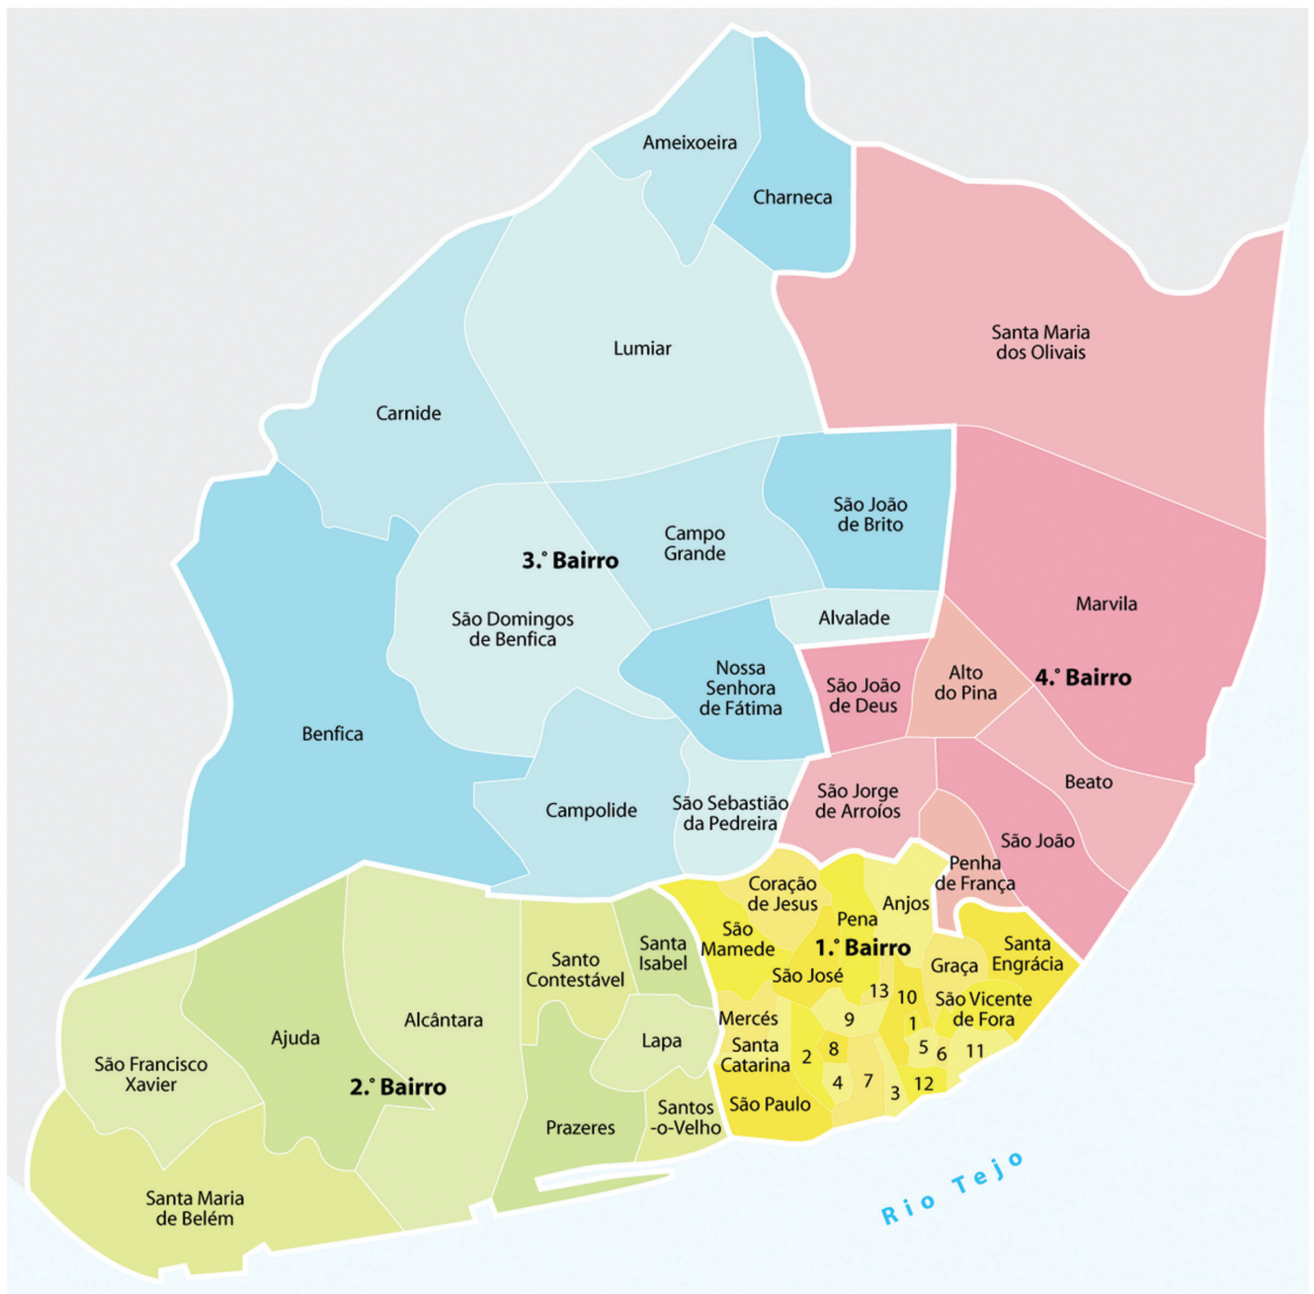 Ameixoeira
Charneca
Santa Maria
dos Olivais
Lumiar
Carnide
São João
de Brito
Campo
Grande
3.º Bairro
Marvila
Alvalade
São Domingos
de Benfica
Nossa
Senhora
de Fátima
São João
de Deus
Alto
do Pina
4.º Bairro
Benfica
Beato
Campolide
São Sebastião
da Pedreira
São Jorge
de Arroíos
São João
Penha
de França
Coração
de Jesus
Anjos
Pena
São
Mamede
1.º Bairro
Santa
Engrácia
Santa
Isabel
Santo
Contestável
Graça
São José
13
10
São Vicente
de Fora
Mercés
9
1
Alcântara
Ajuda
Lapa
Santa
Catarina
2
8
5
6
11
São Francisco
Xavier
2.º Bairro
4
7
3
12
São Paulo
Santos
-o-Velho
Prazeres
Santa Maria
de Belém
Rio Tejo